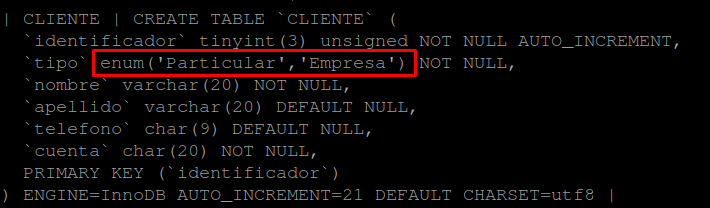 | CLIENTE | CREATE TABLE `CLIENTE` (
`identificador` tinyint(3) unsigned NOT NULL AUTO_INCREMENT,
`tipo` enum('Particular','Empresa') NOT NULL,
`nombre` varchar(20) NOT NULL,
`apellido` varchar(20) DEFAULT NULL,
`telefono` char(9) DEFAULT NULL,
`cuenta` char(20) NOT NULL,
PRIMARY KEY (`identificador`)
) ENGINE=InnoDB AUTO_INCREMENT=21 DEFAULT CHARSET=utf8 |